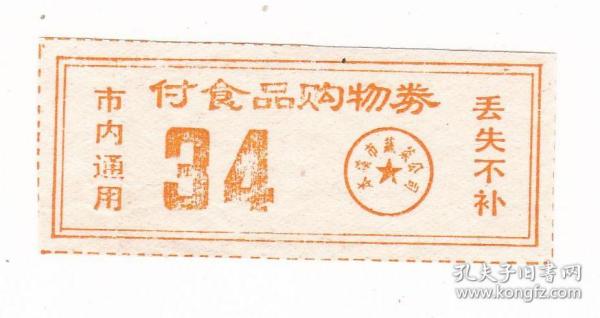 付食品购物券
市内通用
34
丢失不补
孔夫子旧书网
www.kongfz.com